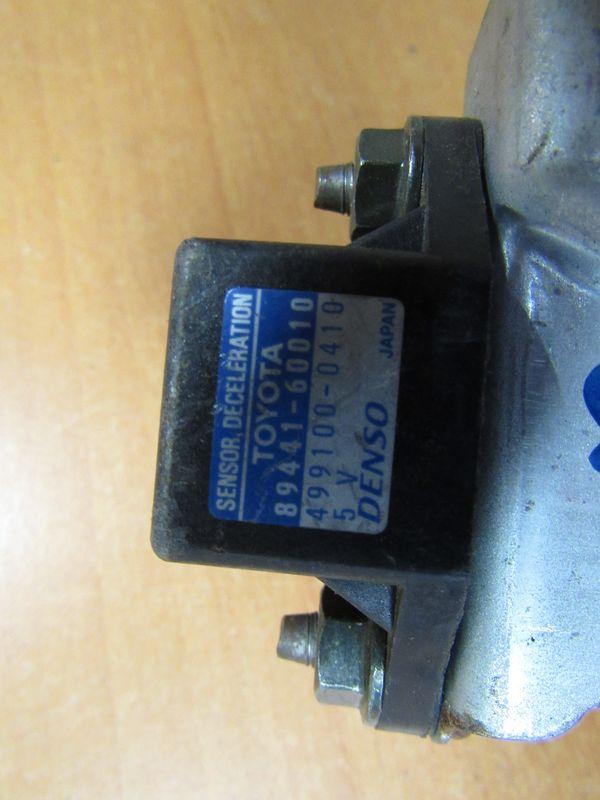 SENSOR, DECELERATION
TOYOTA
89441-60010
499100-0410
5 V
DENSO JAPAN